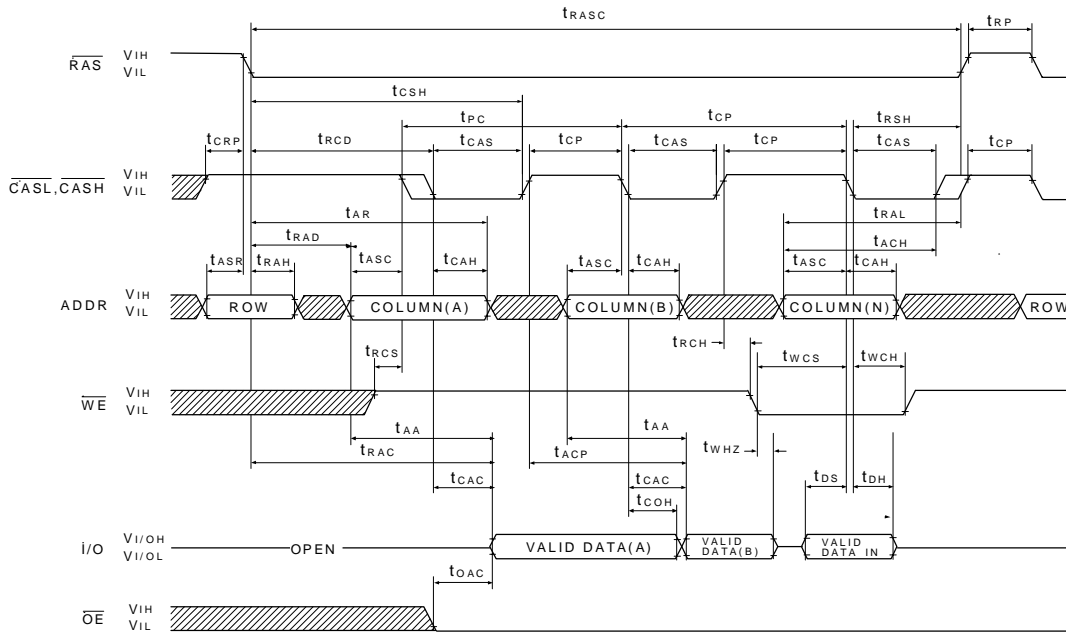 tRASC
tRP
RAS VIH
VIL
tCSH
tPC tCP tRSH
tCRP tRCD tCAS tCP tCAS tCP tCAS tCP
CASL,CASH VIH
VIL
tAR tRAL
tRAD tACH
tASR tRAH tASC tCAH tASC tCAH tASC tCAH
ADDR VIH
VIL
ROW COLUMN(A) COLUMN(B) COLUMN(N) ROW
tRCS tRCH tWCS tWCH
WE VIH
VIL
tAA tAA
tRAC tACP tWHZ
tCAC tCAC tDS tDH
tCOH
I/O VI/OH
VI/OL
OPEN VALID DATA(A) VALID DATA(B) VALID DATA IN
tOAC
OE VIH
VIL